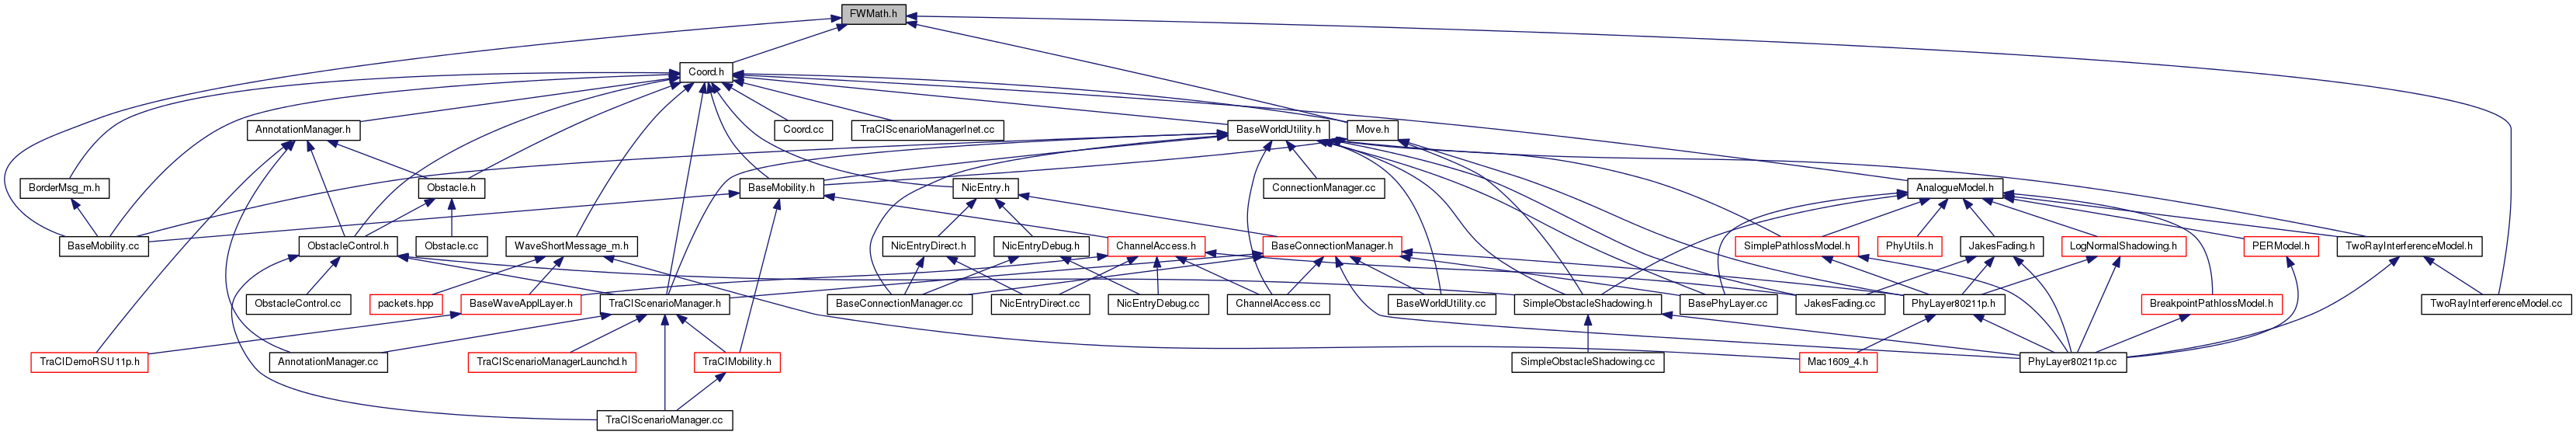 FWMath.h
Coord.h
AnnotationManager.h
Coord.cc
TraCIScenarioManagerInet.cc
BaseWorldUtility.h
Move.h
BorderMsg_m.h
Obstacle.h
BaseMobility.h
NicEntry.h
ConnectionManager.cc
AnalogueModel.h
BaseMobility.cc
ObstacleControl.h
Obstacle.cc
WaveShortMessage_m.h
NicEntryDirect.h
NicEntryDebug.h
ChannelAccess.h
BaseConnectionManager.h
SimplePathlossModel.h
PhyUtils.h
JakesFading.h
LogNormalShadowing.h
PERModel.h
TwoRayInterferenceModel.h
ObstacleControl.cc
packets.hpp
BaseWaveApplLayer.h
TraCIScenarioManager.h
BaseConnectionManager.cc
NicEntryDirect.cc
NicEntryDebug.cc
ChannelAccess.cc
BaseWorldUtility.cc
SimpleObstacleShadowing.h
BasePhyLayer.cc
JakesFading.cc
PhyLayer80211p.h
BreakpointPathlossModel.h
TwoRayInterferenceModel.cc
TraCIDemoRSU11p.h
AnnotationManager.cc
TraCIScenarioManagerLaunchd.h
TraCIMobility.h
SimpleObstacleShadowing.cc
Mac1609_4.h
PhyLayer80211p.cc
TraCIScenarioManager.cc